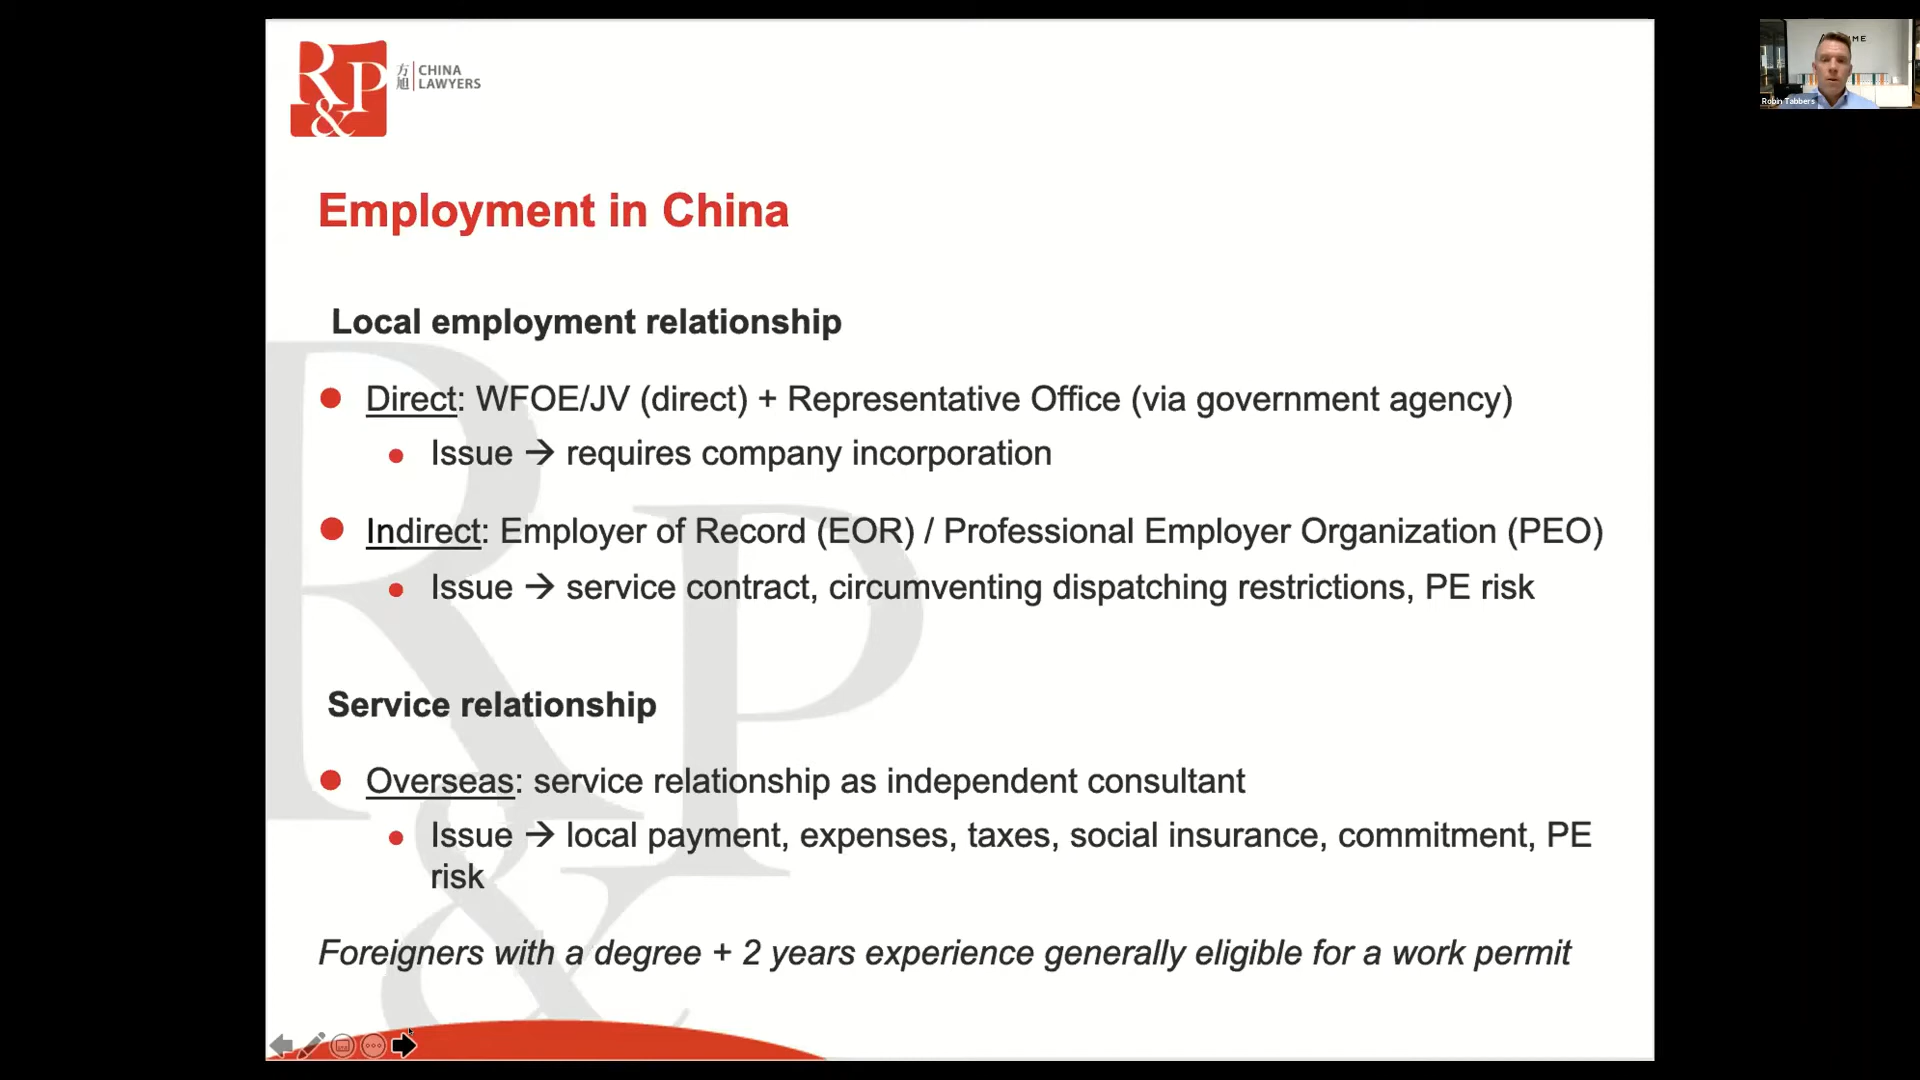 R&P
方旭
CHINA
LAWYERS
Robin Tabbers
Employment in China
Local employment relationship
Direct: WFOE/JV (direct) + Representative Office (via government agency)
Issue → requires company incorporation
Indirect: Employer of Record (EOR) / Professional Employer Organization (PEO)
Issue → service contract, circumventing dispatching restrictions, PE risk
Service relationship
Overseas: service relationship as independent consultant
Issue → local payment, expenses, taxes, social insurance, commitment, PE
risk
Foreigners with a degree + 2 years experience generally eligible for a work permit